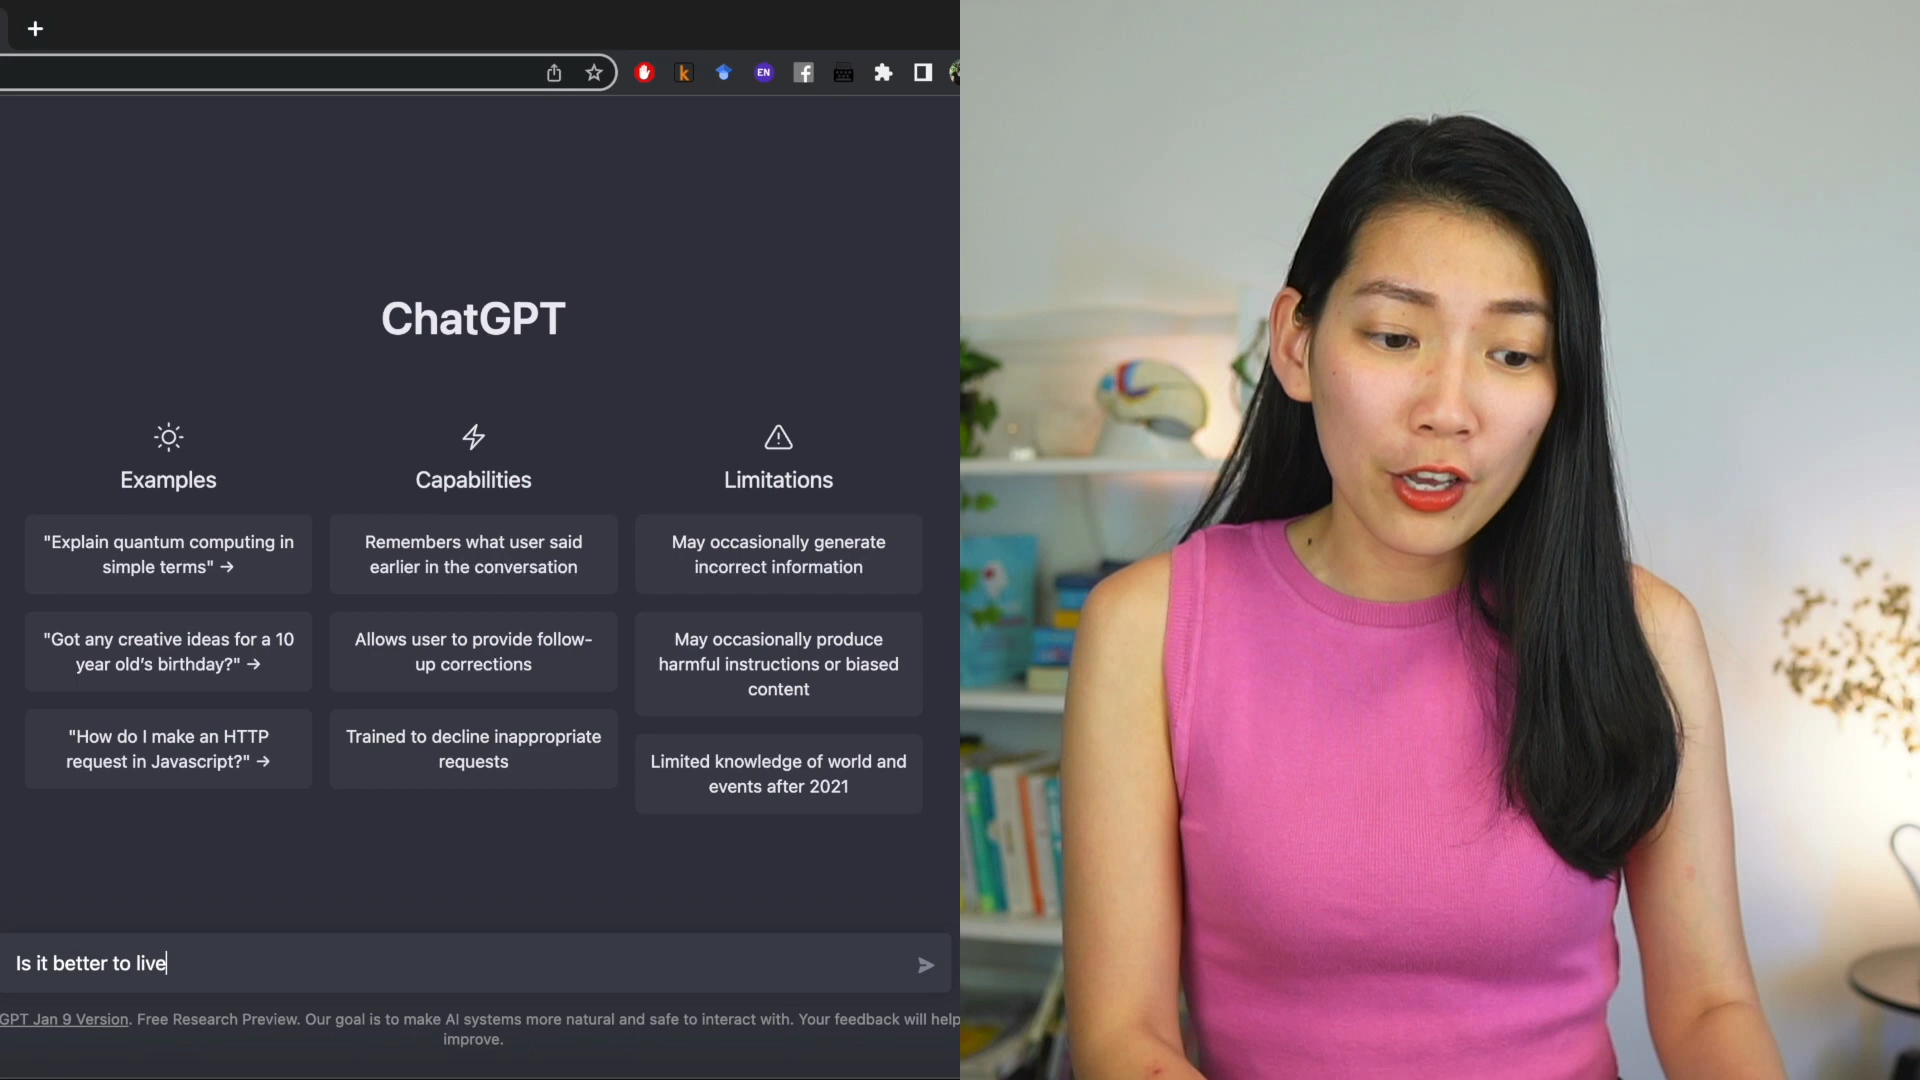 +
k
EN
f
ChatGPT
Examples
Capabilities
Limitations
"Explain quantum computing in
simple terms" →
Remembers what user said
earlier in the conversation
May occasionally generate
incorrect information
"Got any creative ideas for a 10
year old's birthday?" →
Allows user to provide follow-
up corrections
May occasionally produce
harmful instructions or biased
content
"How do I make an HTTP
request in Javascript?" →
Trained to decline inappropriate
requests
Limited knowledge of world and
events after 2021
Is it better to live
GPT Jan 9 Version. Free Research Preview. Our goal is to make AI systems more natural and safe to interact with. Your feedback will help
improve.